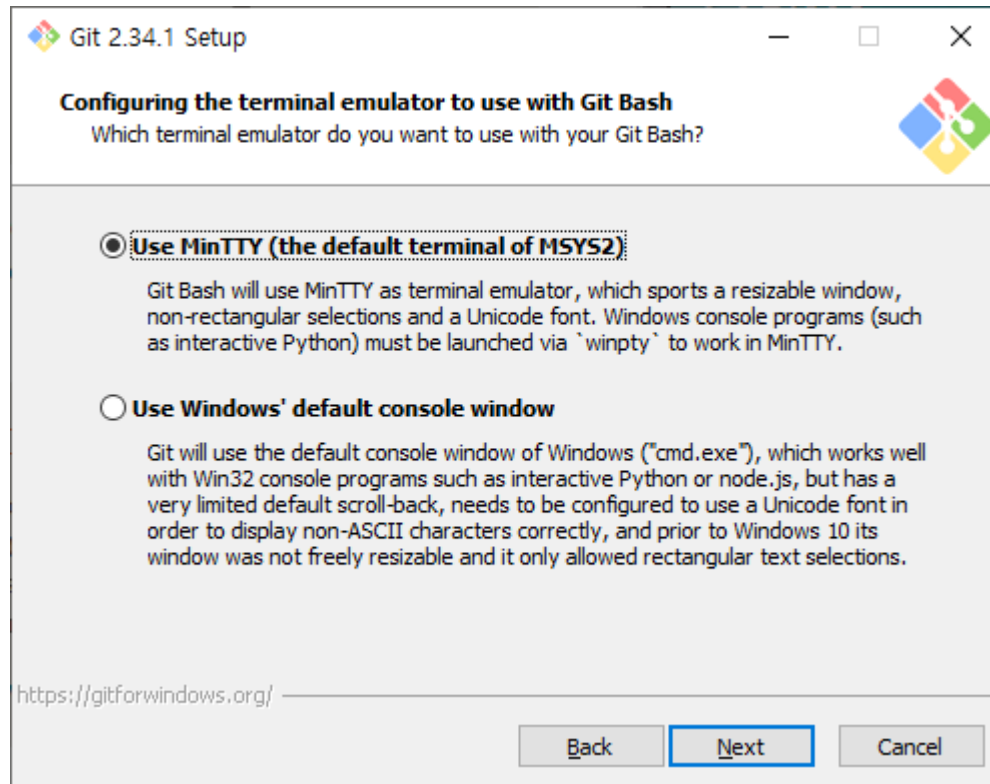 Git 2.34.1 Setup
Configuring the terminal emulator to use with Git Bash
Which terminal emulator do you want to use with your Git Bash?
Use MinTTY (the default terminal of MSYS2)
Git Bash will use MinTTY as terminal emulator, which sports a resizable window,
non-rectangular selections and a Unicode font. Windows console programs (such
as interactive Python) must be launched via `winpty` to work in MinTTY.
Use Windows' default console window
Git will use the default console window of Windows ("cmd.exe"), which works well
with Win32 console programs such as interactive Python or node.js, but has a
very limited default scroll-back, needs to be configured to use a Unicode font in
order to display non-ASCII characters correctly, and prior to Windows 10 its
window was not freely resizable and it only allowed rectangular text selections.
https://gitforwindows.org/
Back
Next
Cancel